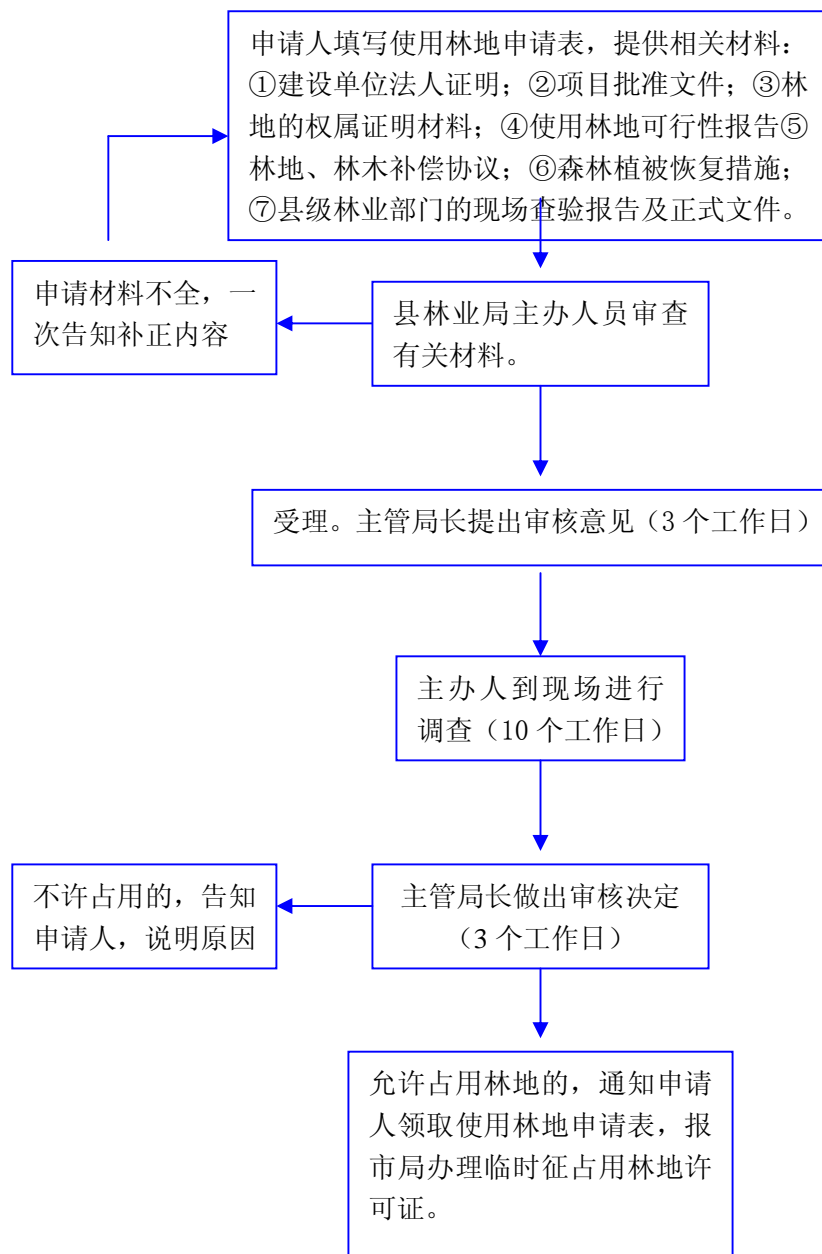 申请人填写使用林地申请表，提供相关材料：
①建设单位法人证明；②项目批准文件；③林
地的权属证明材料；④使用林地可行性报告⑤
林地、林木补偿协议；⑥森林植被恢复措施；
⑦县级林业部门的现场查验报告及正式文件。
申请材料不全，一
次告知补正内容
县林业局主办人员审查
有关材料。
受理。主管局长提出审核意见（3 个工作日）
主办人到现场进行
调查（10 个工作日）
不许占用的，告知
申请人，说明原因
主管局长做出审核决定
（3 个工作日）
允许占用林地的，通知申请
人领取使用林地申请表，报
市局办理临时征占用林地许
可证。